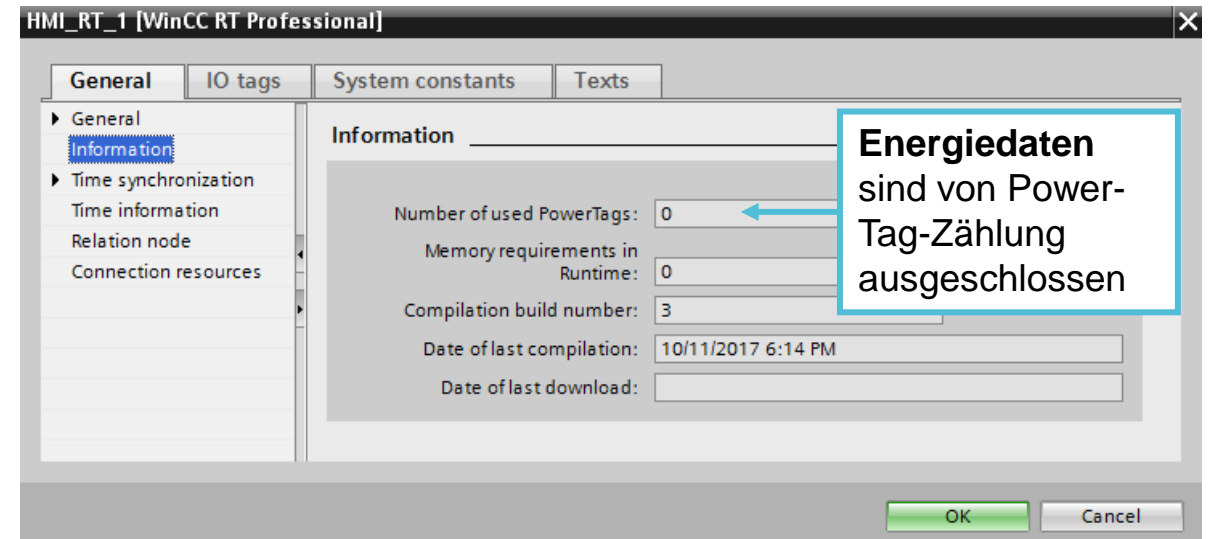 HMI_RT_1 [WinCC RT Professional]
General
IO tags
System constants
Texts
General
Information
Time synchronization
Time information
Relation node
Connection resources
Information
Number of used PowerTags:
0
Memory requirements in
Runtime:
0
Compilation build number:
3
Date of last compilation:
10/11/2017 6:14 PM
Date of last download:
Energiedaten
sind von Power-
Tag-Zählung
ausgeschlossen
OK
Cancel